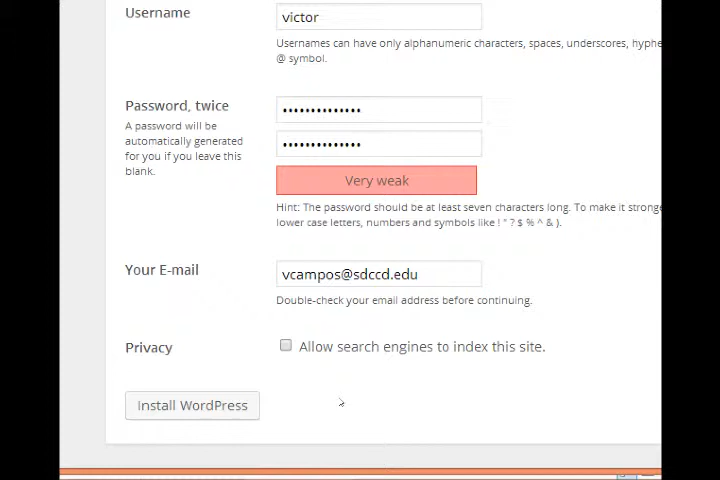 Username
victor
Usernames can have only alphanumeric characters, spaces, underscores, hyphe
@ symbol.
Password, twice
A password will be
automatically generated
for you if you leave this
blank.
••••••••••••••
••••••••••••••
Very weak
Hint: The password should be at least seven characters long. To make it stronge
lower case letters, numbers and symbols like ! " ? $ % ^ & ).
Your E-mail
vcampos@sdccd.edu
Double-check your email address before continuing.
Privacy
Allow search engines to index this site.
Install WordPress